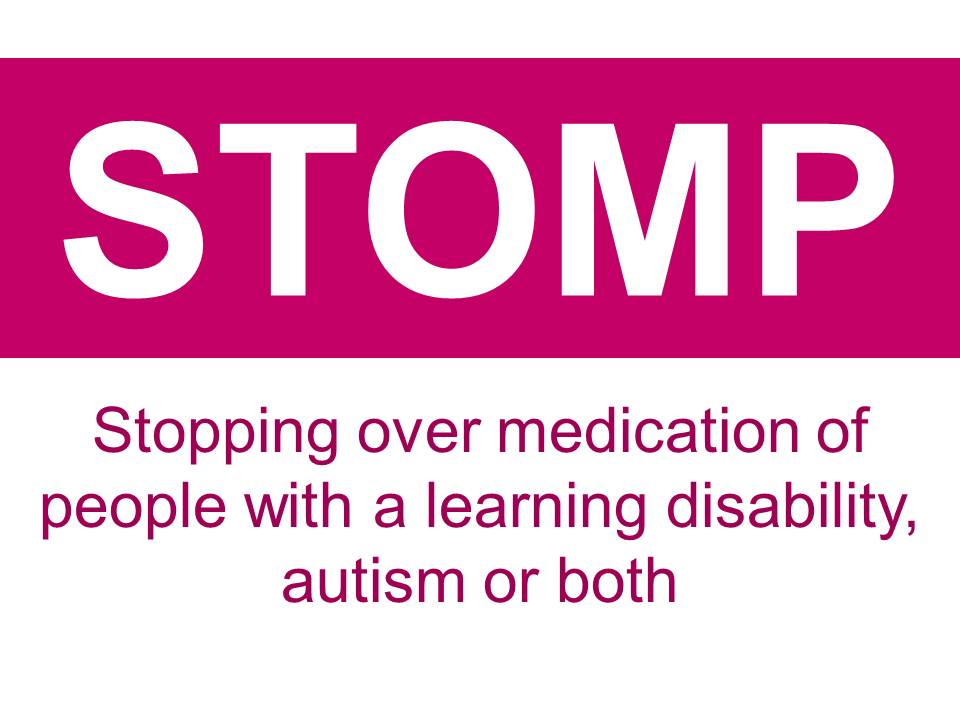 STOMP
Stopping over medication of
people with a learning disability,
autism or both